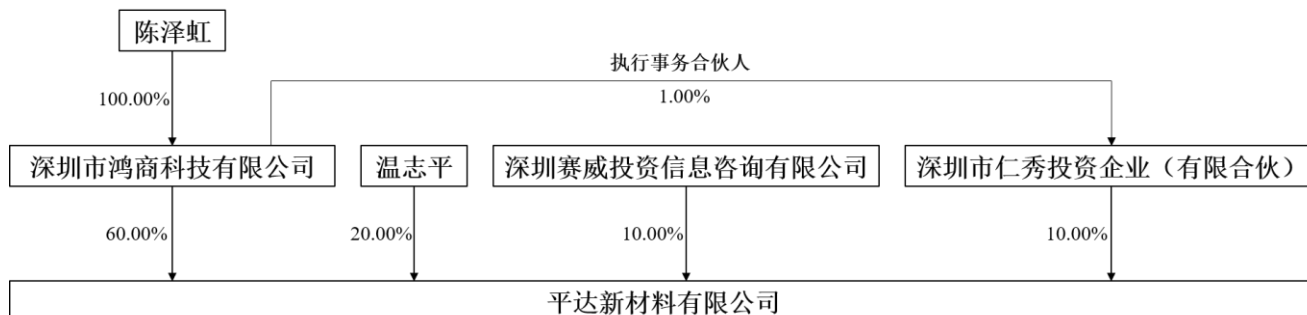 陈泽虹
执行事务合伙人
100.00%
1.00%
深圳市鸿商科技有限公司
温志平
深圳赛威投资信息咨询有限公司
深圳市仁秀投资企业（有限合伙）
60.00%
20.00%
10.00%
10.00%
平达新材料有限公司